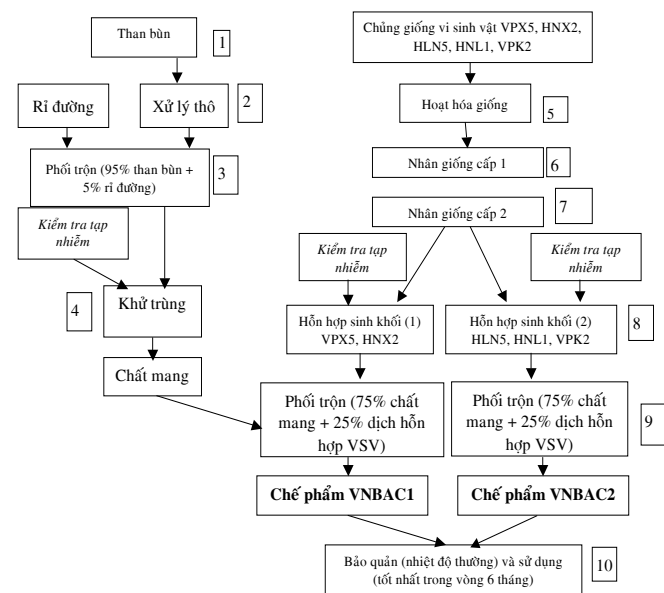 Than bùn
1
Rỉ đường
Xử lý thô
2
Phối trộn (95% than bùn +
5% rỉ đường)
3
Kiểm tra tạp
nhiễm
4
Khử trùng
Chất mang
Chủng giống vi sinh vật VPX5, HNX2,
HLN5, HNL1, VPK2
Hoạt hóa giống
5
Nhân giống cấp 1
6
Nhân giống cấp 2
7
Kiểm tra tạp
nhiễm
Kiểm tra tạp
nhiễm
Hỗn hợp sinh khối (1)
VPX5, HNX2
Hỗn hợp sinh khối (2)
HLN5, HNL1, VPK2
8
Phối trộn (75% chất
mang + 25% dịch hỗn
hợp VSV)
Phối trộn (75% chất
mang + 25% dịch hỗn
hợp VSV)
9
Chế phẩm VNBAC1
Chế phẩm VNBAC2
Bảo quản (nhiệt độ thường) và sử dụng
(tốt nhất trong vòng 6 tháng)
10